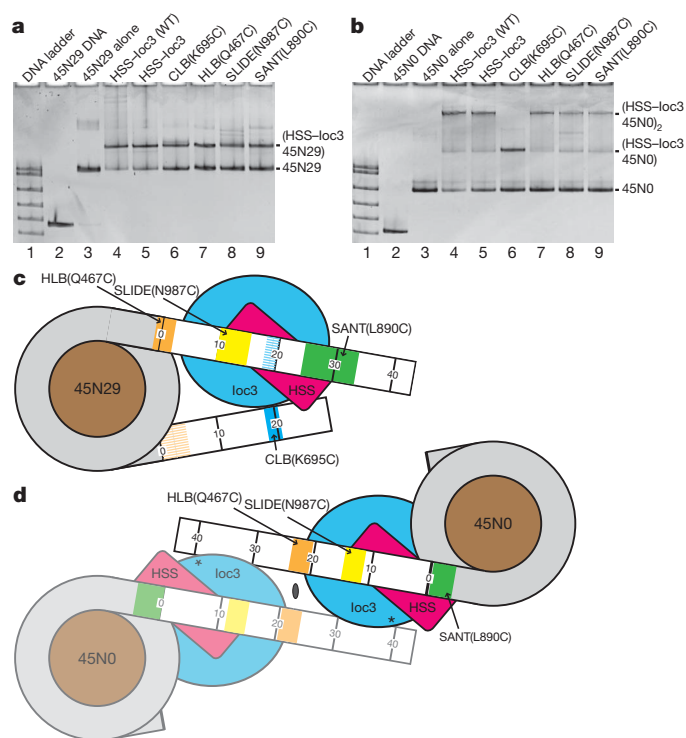 a
DNA ladder
45N29 DNA
45N29 alone
HSS–Ioc3 (WT)
HSS–Ioc3
CLB(K695C)
HLB(Q467C)
SLIDE(N987C)
SANT(L890C)
(HSS–Ioc3
45N29)
45N29
1 2 3 4 5 6 7 8 9
b
DNA ladder
45N0 DNA
45N0 alone
HSS–Ioc3 (WT)
HSS–Ioc3
CLB(K695C)
HLB(Q467C)
SLIDE(N987C)
SANT(L890C)
(HSS–Ioc3
45N0)2
(HSS–Ioc3
45N0)
45N0
1 2 3 4 5 6 7 8 9
c
HLB(Q467C)
SLIDE(N987C)
SANT(L890C)
0 10 20 30 40
45N29
Ioc3
HSS
0 10 20
CLB(K695C)
d
HLB(Q467C)
SLIDE(N987C)
45N0
40 30 20 10 0
HSS
*
Ioc3
Ioc3
*
HSS
SANT(L890C)
0 10 20 30 40
45N0